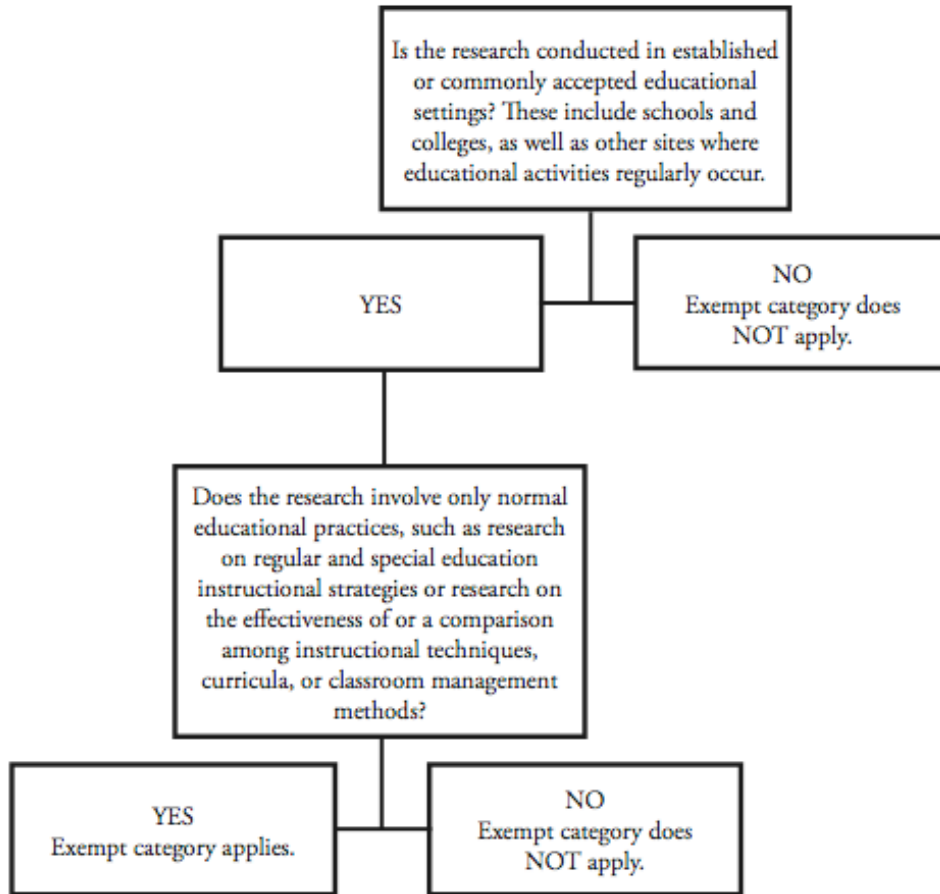 Is the research conducted in established
or commonly accepted educational
settings? These include schools and
colleges, as well as other sites where
educational activities regularly occur.
YES
NO
Exempt category does
NOT apply.
Does the research involve only normal
educational practices, such as research
on regular and special education
instructional strategies or research on
the effectiveness of or a comparison
among instructional techniques,
curricula, or classroom management
methods?
YES
Exempt category applies.
NO
Exempt category does
NOT apply.